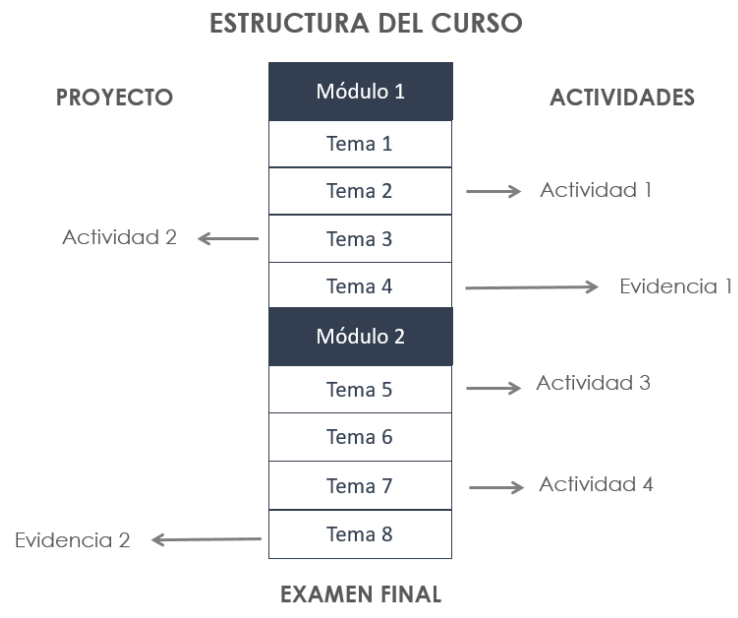 ESTRUCTURA DEL CURSO
PROYECTO
Módulo 1
ACTIVIDADES
Tema 1
Tema 2
Actividad 1
Actividad 2
Tema 3
Tema 4
Evidencia 1
Módulo 2
Tema 5
Actividad 3
Tema 6
Tema 7
Actividad 4
Evidencia 2
Tema 8
EXAMEN FINAL